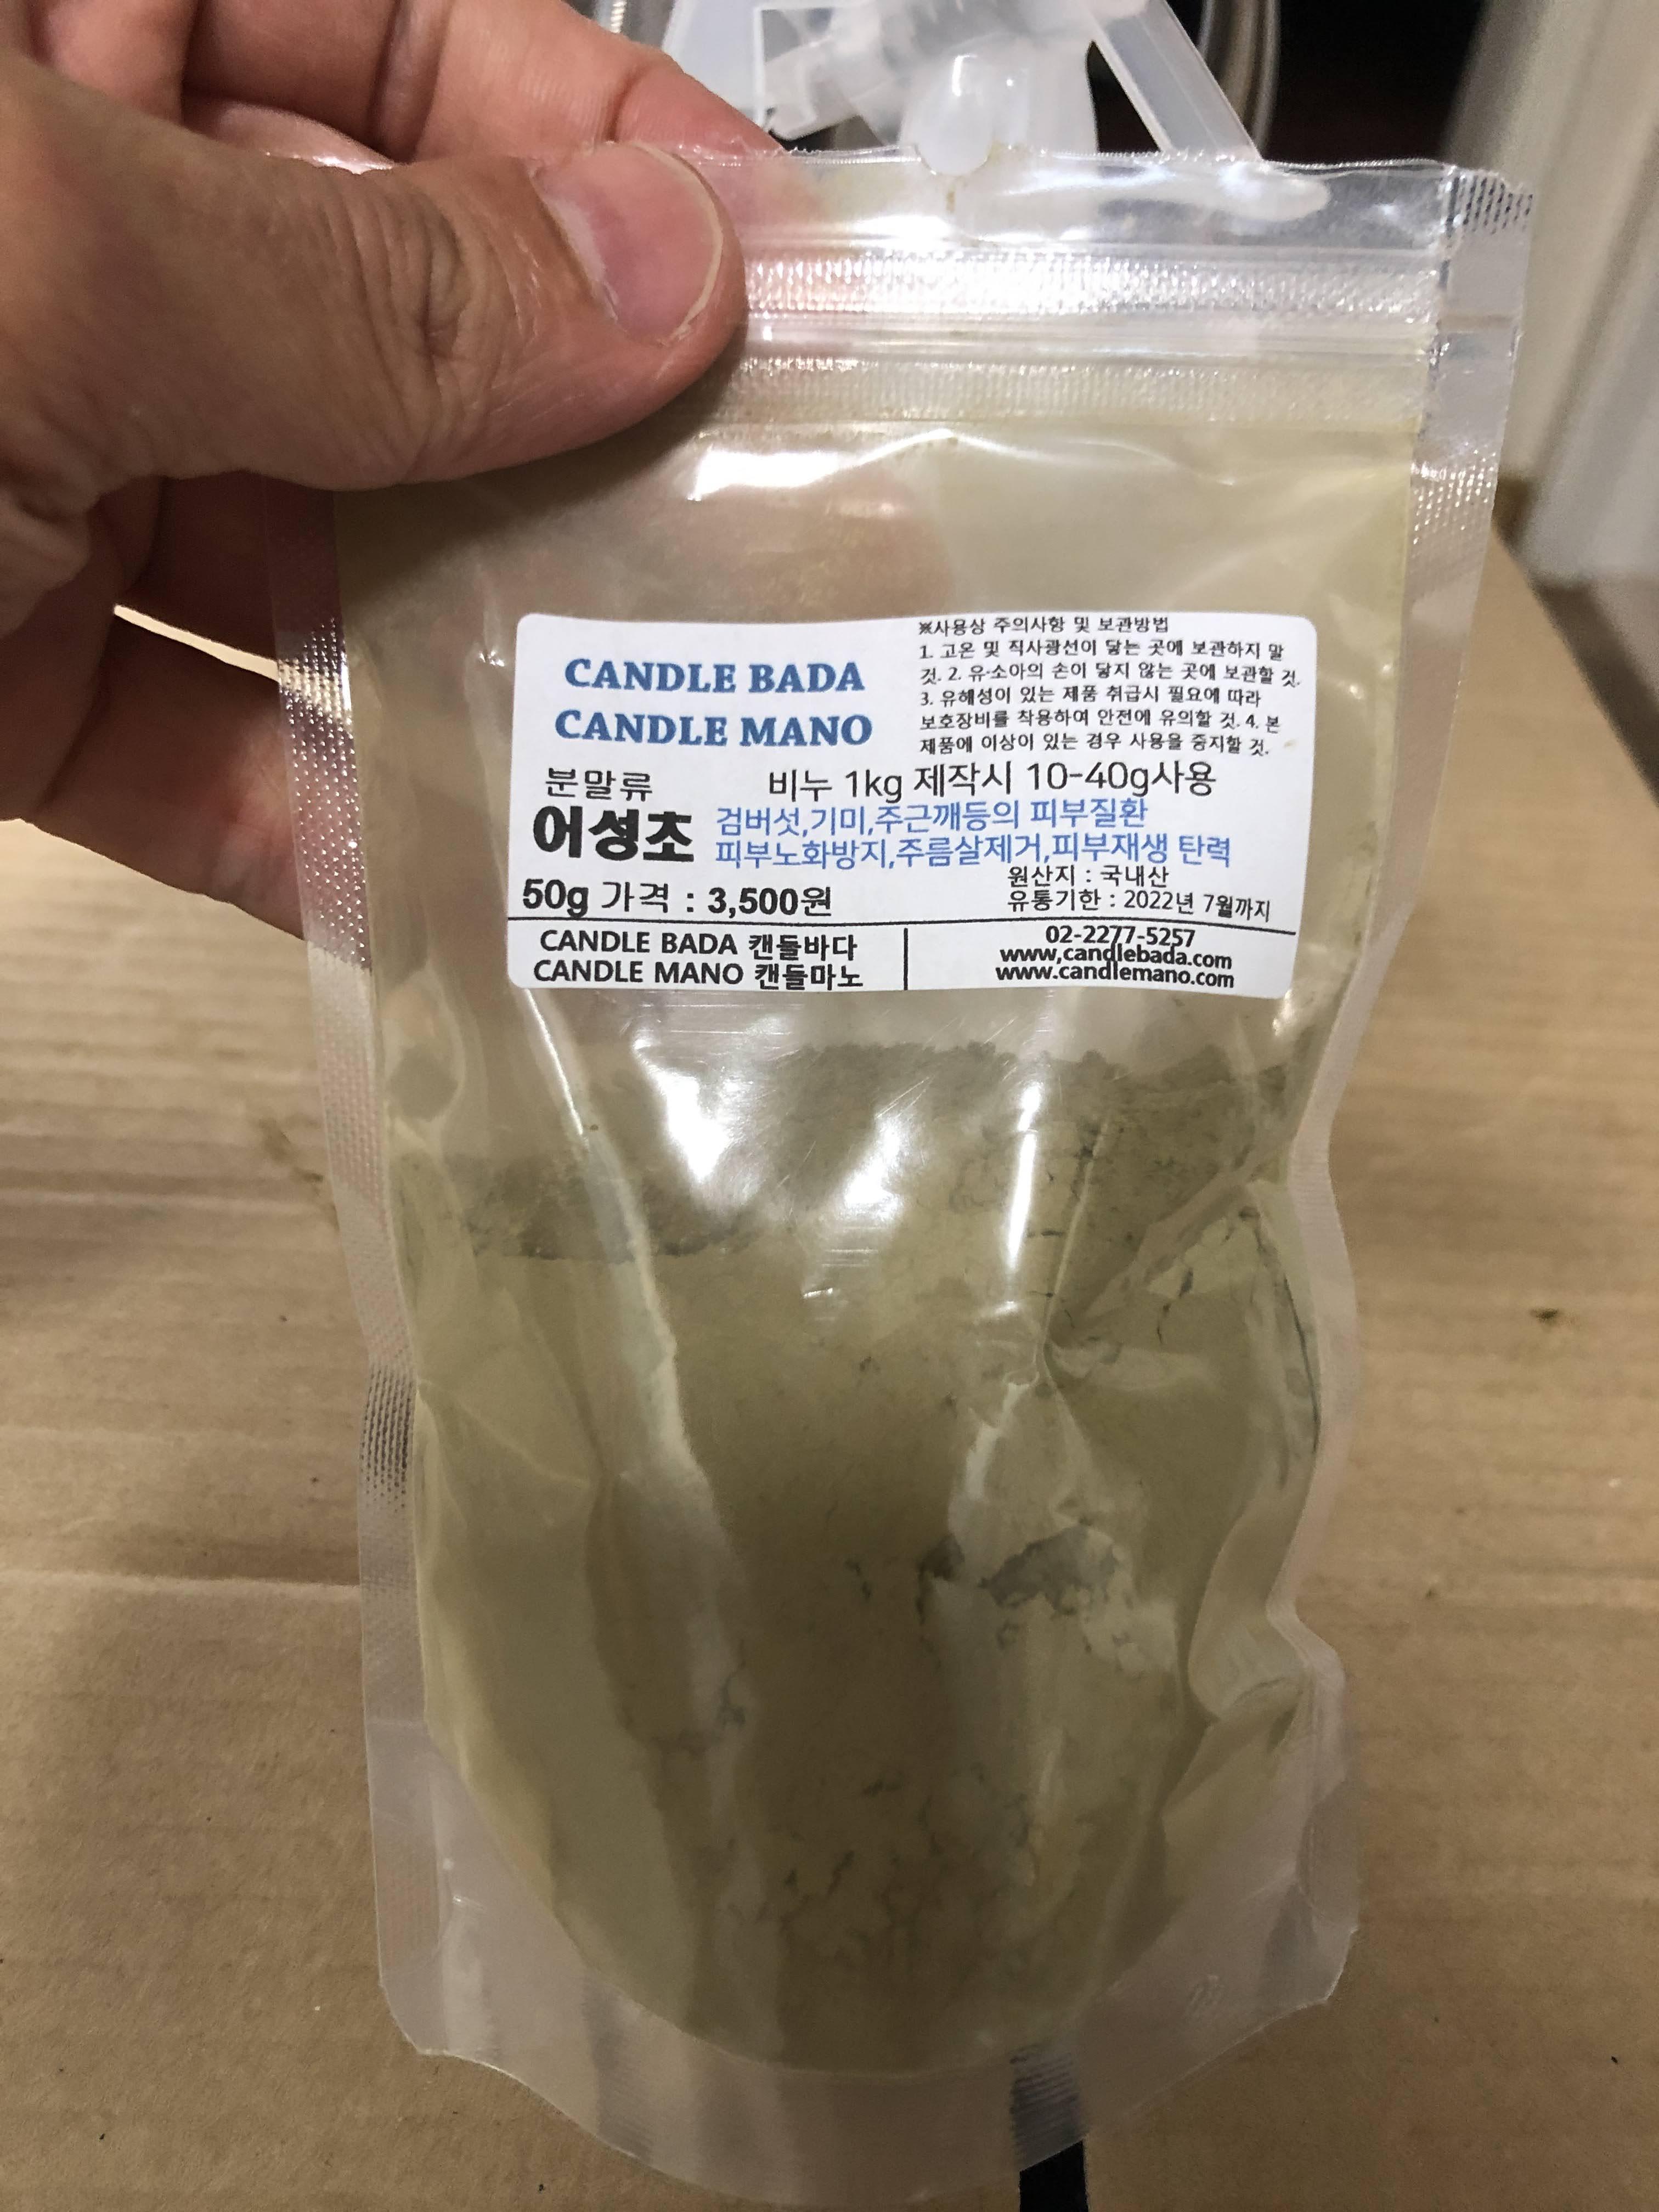 CANDLE BADA
CANDLE MANO
※사용상 주의사항 및 보관방법
1. 고온 및 직사광선이 닿는 곳에 보관하지 말
것. 2. 유·소아의 손이 닿지 않는 곳에 보관할 것.
3. 유해성이 있는 제품 취급시 필요에 따라
보호장비를 착용하여 안전에 유의할 것. 4. 본
제품에 이상이 있는 경우 사용을 중지할 것.
분말류 비누 1kg 제작시 10-40g사용
어성초
검버섯,기미,주근깨등의 피부질환
피부노화방지,주름살제거,피부재생 탄력
원산지 : 국내산
50g 가격 : 3,500원
유통기한 : 2022년 7월까지
CANDLE BADA 캔들바다
CANDLE MANO 캔들마노
02-2277-5257
www,candlebada.com
www.candlemano.com